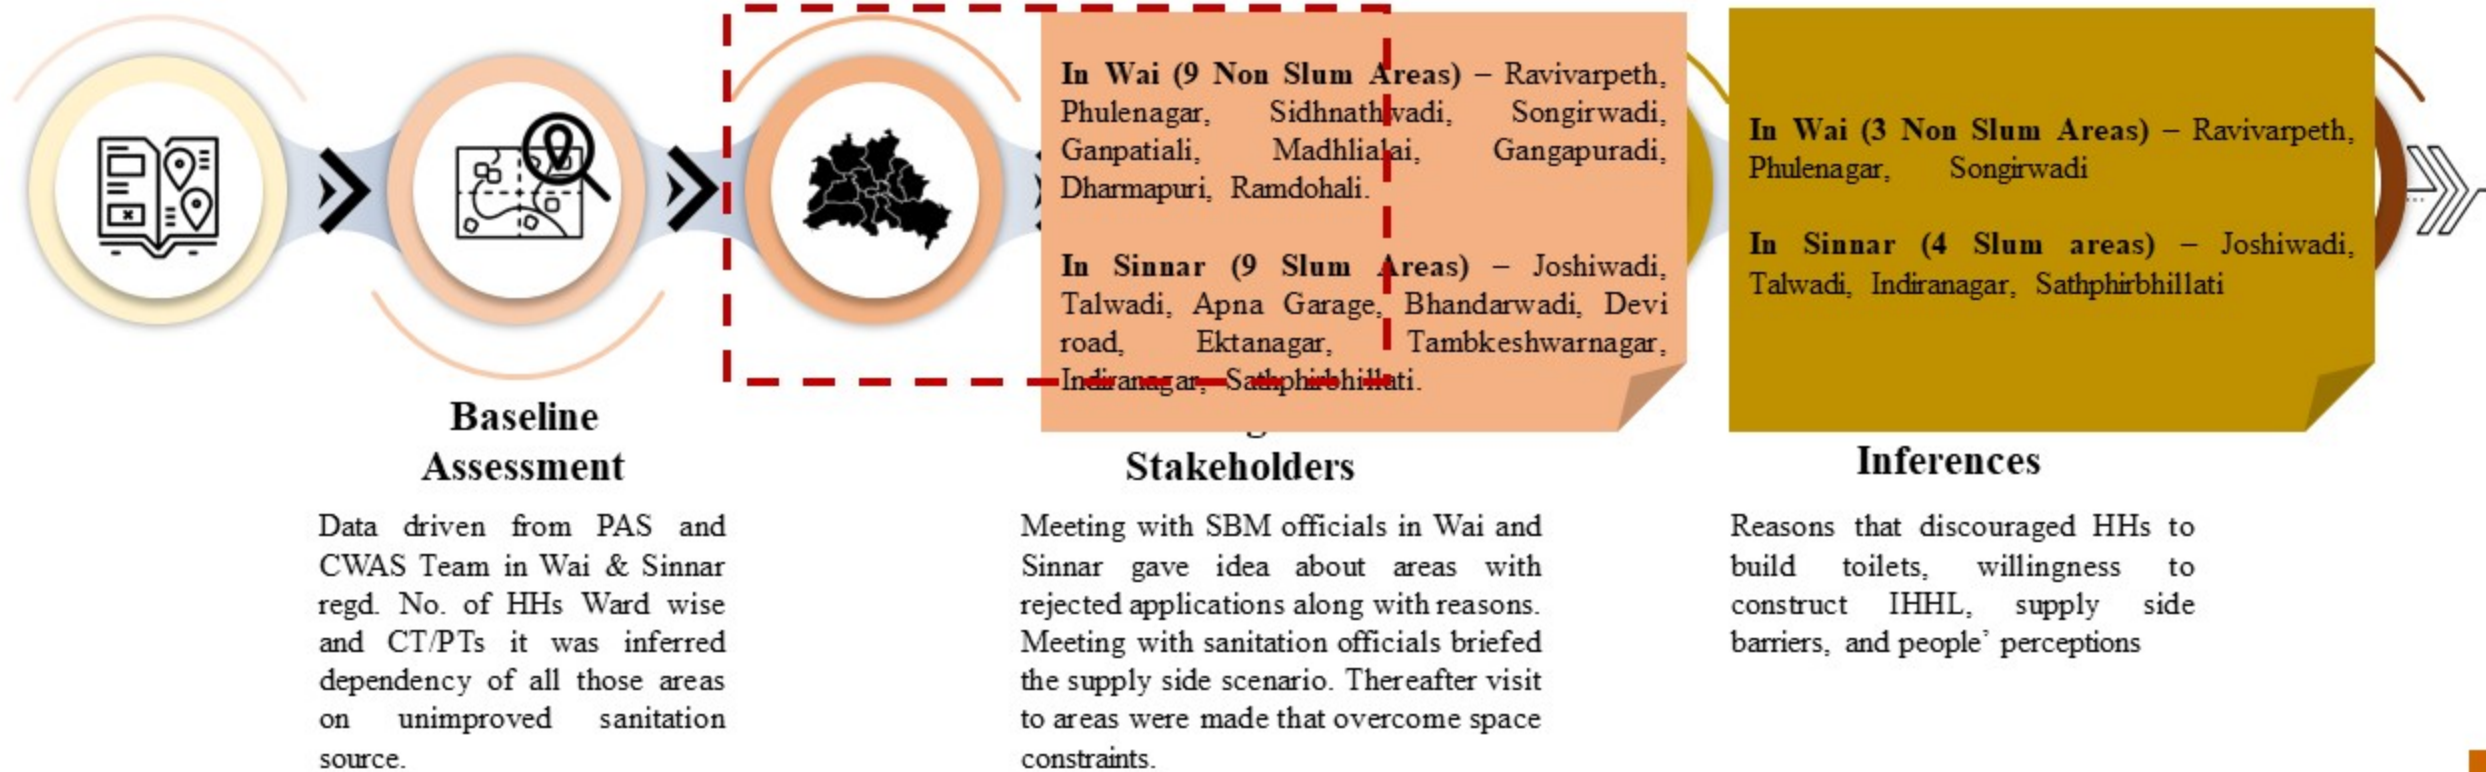 In Wai (9 Non Slum Areas) – Ravivarpeth,
Phulenagar, Sidhnathwadi, Songirwadi,
Ganpatiali, Madhlialai, Gangapuradi,
Dharmapuri, Ramdohali.
In Sinnar (9 Slum Areas) – Joshiwadi,
Talwadi, Apna Garage, Bhandarwadi, Devi
road, Ektanagar, Tambkeshwarnagar,
Indiranagar, Sathphirbhillati.
In Wai (3 Non Slum Areas) – Ravivarpeth,
Phulenagar, Songirwadi
In Sinnar (4 Slum areas) – Joshiwadi,
Talwadi, Indiranagar, Sathphirbhillati
Baseline
Assessment
Data driven from PAS and
CWAS Team in Wai & Sinnar
regd. No. of HHs Ward wise
and CT/PTs it was inferred
dependency of all those areas
on unimproved sanitation
source.
Stakeholders
Meeting with SBM officials in Wai and
Sinnar gave idea about areas with
rejected applications along with reasons.
Meeting with sanitation officials briefed
the supply side scenario. Thereafter visit
to areas were made that overcome space
constraints.
Inferences
Reasons that discouraged HHs to
build toilets, willingness to
construct IHHL, supply side
barriers, and people’ perceptions